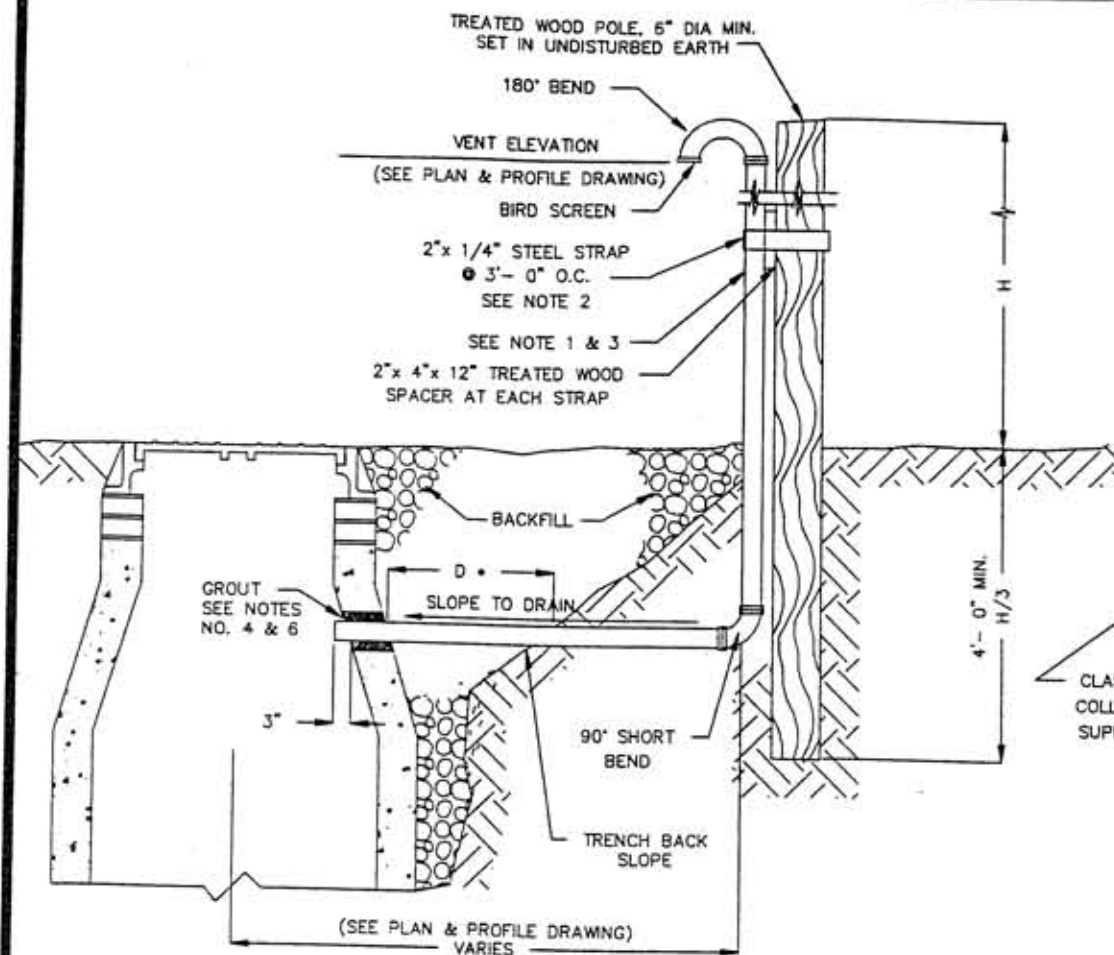 TREATED WOOD POLE, 6" DIA MIN.
SET IN UNDISTURBED EARTH
180° BEND
VENT ELEVATION
(SEE PLAN & PROFILE DRAWING)
BIRD SCREEN
2"x 1/4" STEEL STRAP
@ 3'- 0" O.C.
SEE NOTE 2
SEE NOTE 1 & 3
2"x 4"x 12" TREATED WOOD
SPACER AT EACH STRAP
H
BACKFILL
D *
SLOPE TO DRAIN
GROUT
SEE NOTES
NO. 4 & 6
3"
90° SHORT
BEND
4'- 0" MIN.
H/3
TRENCH BACK
SLOPE
(SEE PLAN & PROFILE DRAWING)
VARIES
CLA
COLL
SUP